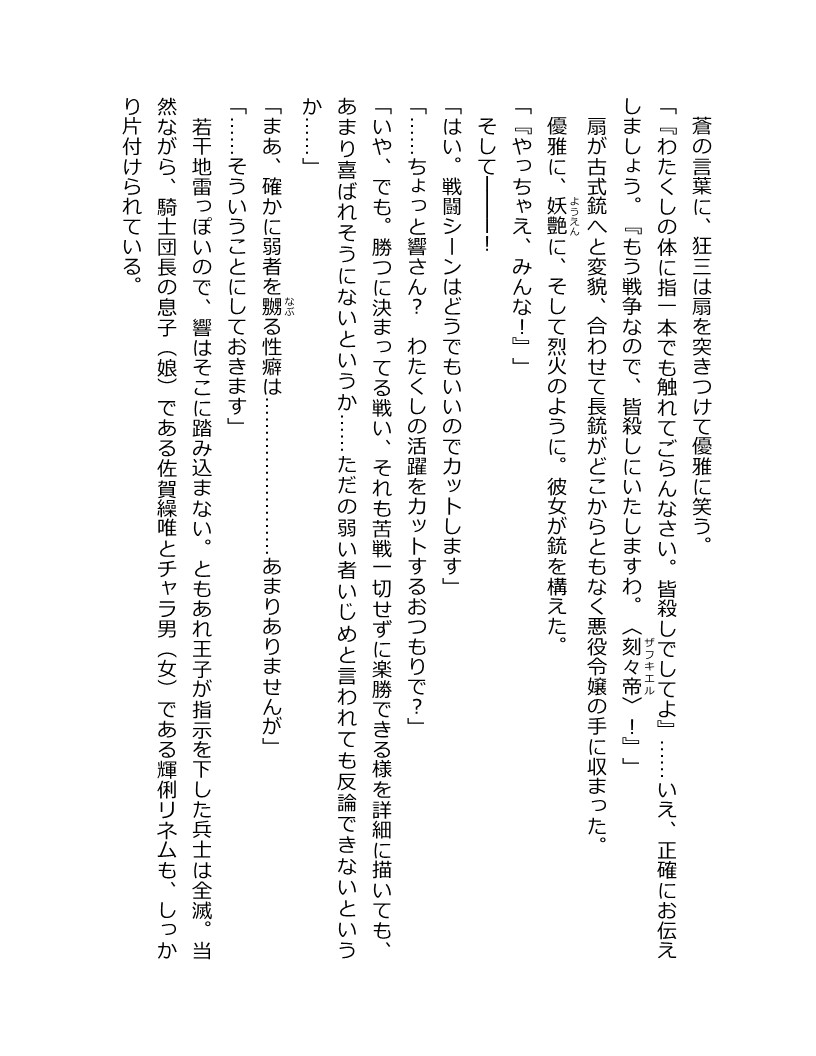 蒼の言葉に、狂三は扇を突きつけて優雅に笑う。
「『わたくしの体に指一本でも触れてごらんなさい。皆殺しでしてよ』……いえ、正確にお伝え
しましょう。『もう戦争なので、皆殺しにいたしますわ。〈刻々帝〉！』」
ザフキエル
扇が古式銃へと変貌、合わせて長銃がどこからともなく悪役令嬢の手に収まった。
優雅に、妖艶に、そして烈火のように。彼女が銃を構えた。
ようえん
「『やっちゃえ、みんな！』」
そして――！
「はい。戦闘シーンはどうでもいいのでカットします」
「……ちょっと響さん？　わたくしの活躍をカットするおつもりで？」
「いや、でも。勝つに決まってる戦い、それも苦戦一切せずに楽勝できる様を詳細に描いても、
あまり喜ばれそうにないというか……ただの弱い者いじめと言われても反論できないという
か……」
「まあ、確かに弱者を嬲る性癖は……………………あまりありませんが」
なぶ
「……そういうことにしておきます」
若干地雷っぽいので、響はそこに踏み込まない。ともあれ王子が指示を下した兵士は全滅。当
然ながら、騎士団長の息子（娘）である佐賀繰唯とチャラ男（女）である輝俐リネムも、しっか
り片付けられている。